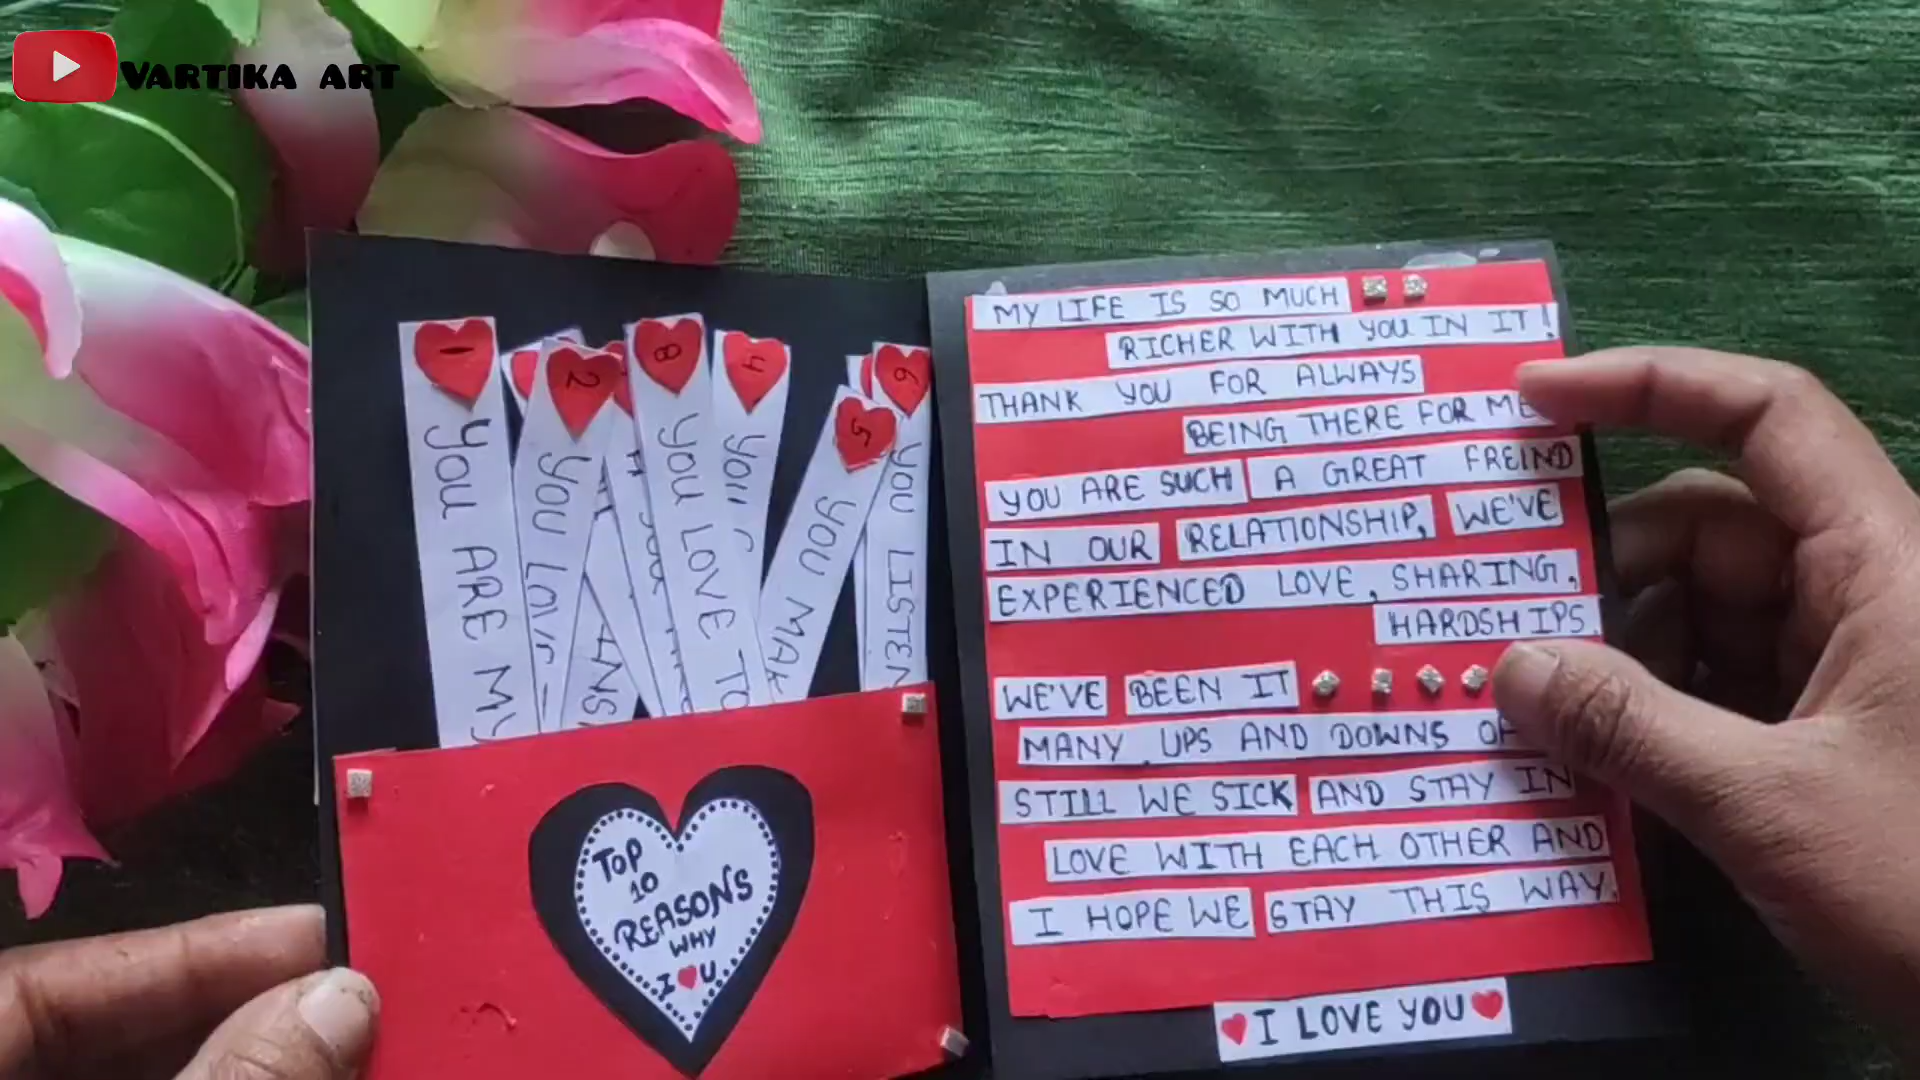 VARTIKA ART
1 YOU ARE MY
2 YOU LOVE
8 YOU LOVE TO
4 YOU
5 YOU MAK
6 YOU LISTEN
TOP
10
REASONS
WHY
I ❤ U
MY LIFE IS SO MUCH
RICHER WITH YOU IN IT!
THANK YOU FOR ALWAYS
BEING THERE FOR ME
YOU ARE SUCH A GREAT FREIND
IN OUR RELATIONSHIP, WE'VE
EXPERIENCED LOVE, SHARING,
HARDSHIPS.
WE'VE BEEN IT
MANY UPS AND DOWNS OF
STILL WE SICK AND STAY IN
LOVE WITH EACH OTHER AND
I HOPE WE STAY THIS WAY.
❤ I LOVE YOU ❤